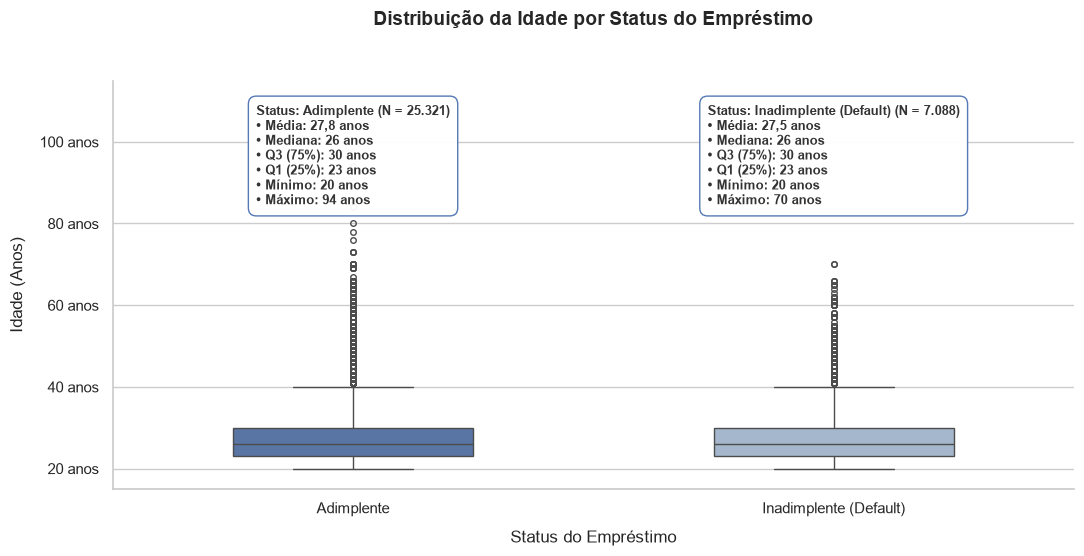 Distribuição da Idade por Status do Empréstimo
Status: Adimplente (N = 25.321)
• Média: 27,8 anos
• Mediana: 26 anos
• Q3 (75%): 30 anos
• Q1 (25%): 23 anos
• Mínimo: 20 anos
• Máximo: 94 anos
Status: Inadimplente (Default) (N = 7.088)
• Média: 27,5 anos
• Mediana: 26 anos
• Q3 (75%): 30 anos
• Q1 (25%): 23 anos
• Mínimo: 20 anos
• Máximo: 70 anos
100 anos
80 anos
60 anos
40 anos
20 anos
Idade (Anos)
Adimplente
Inadimplente (Default)
Status do Empréstimo